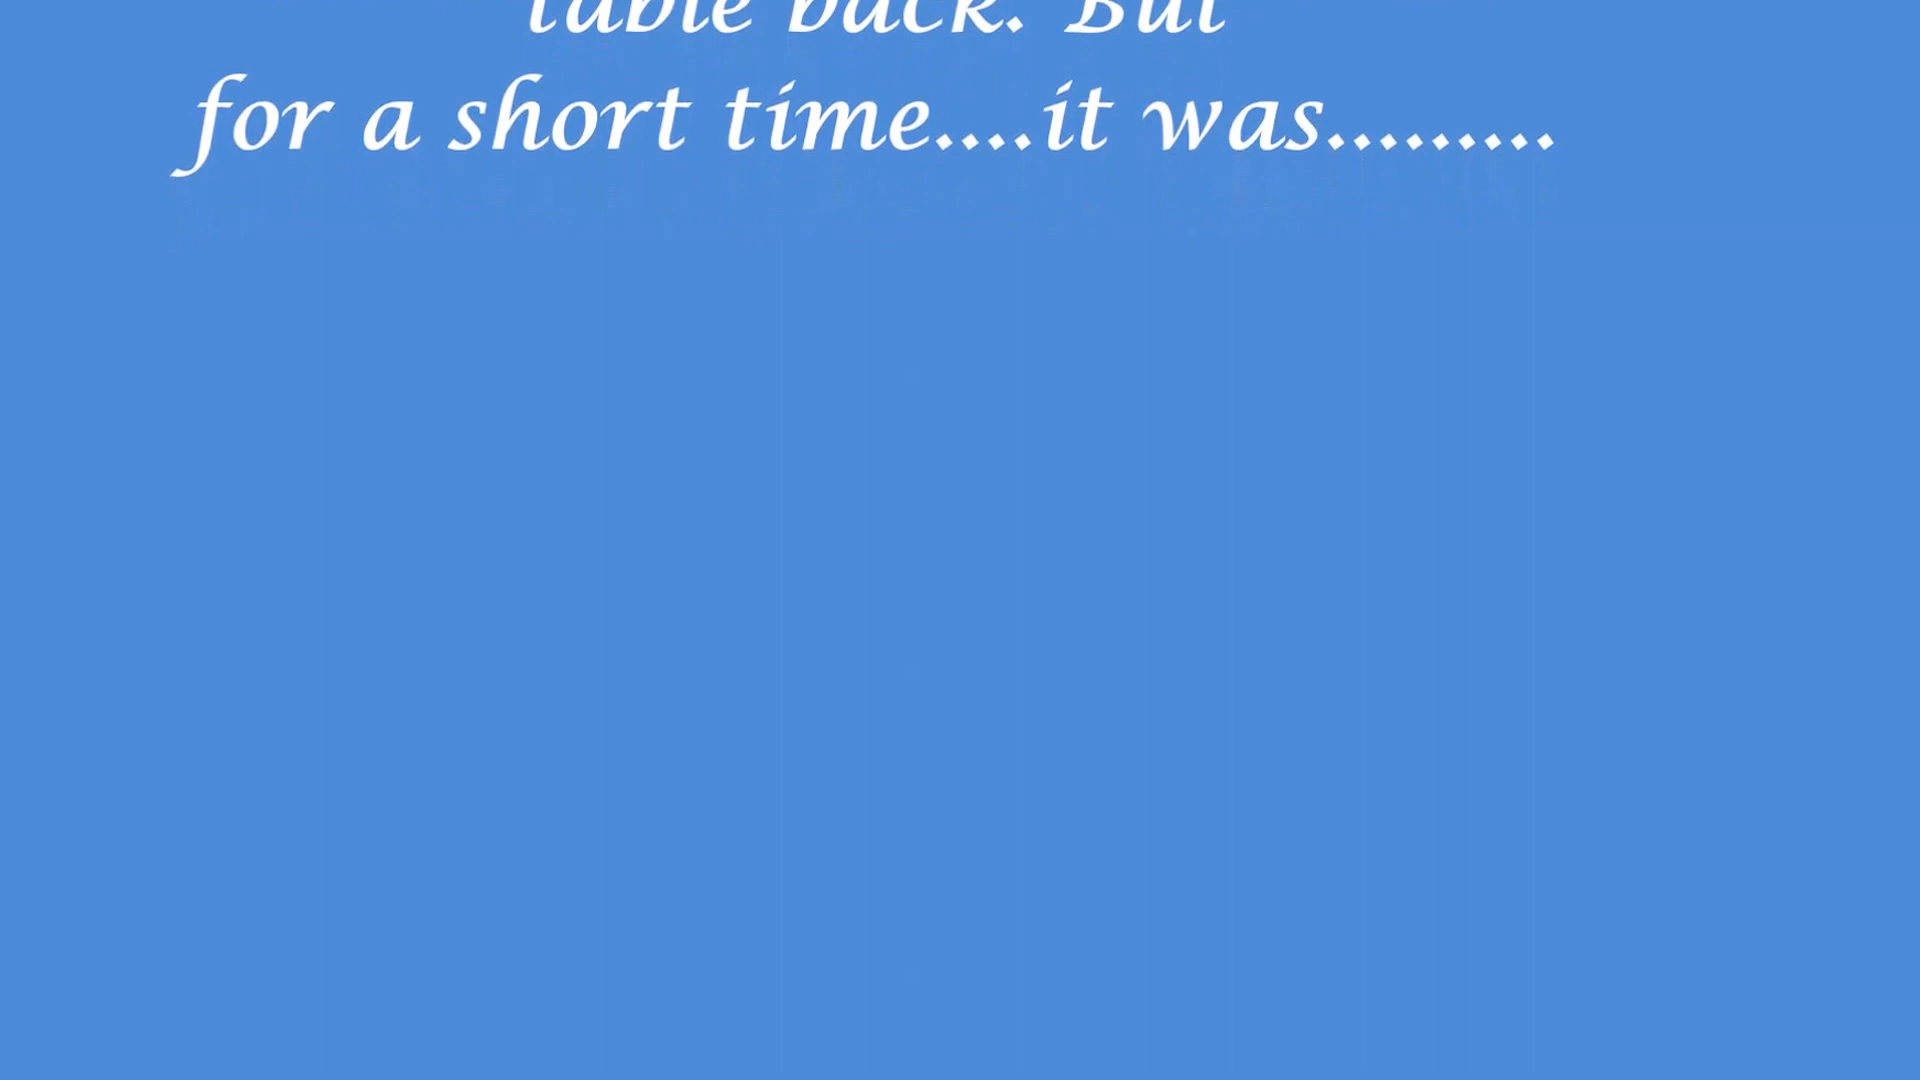 table back. But
for a short time....it was.........